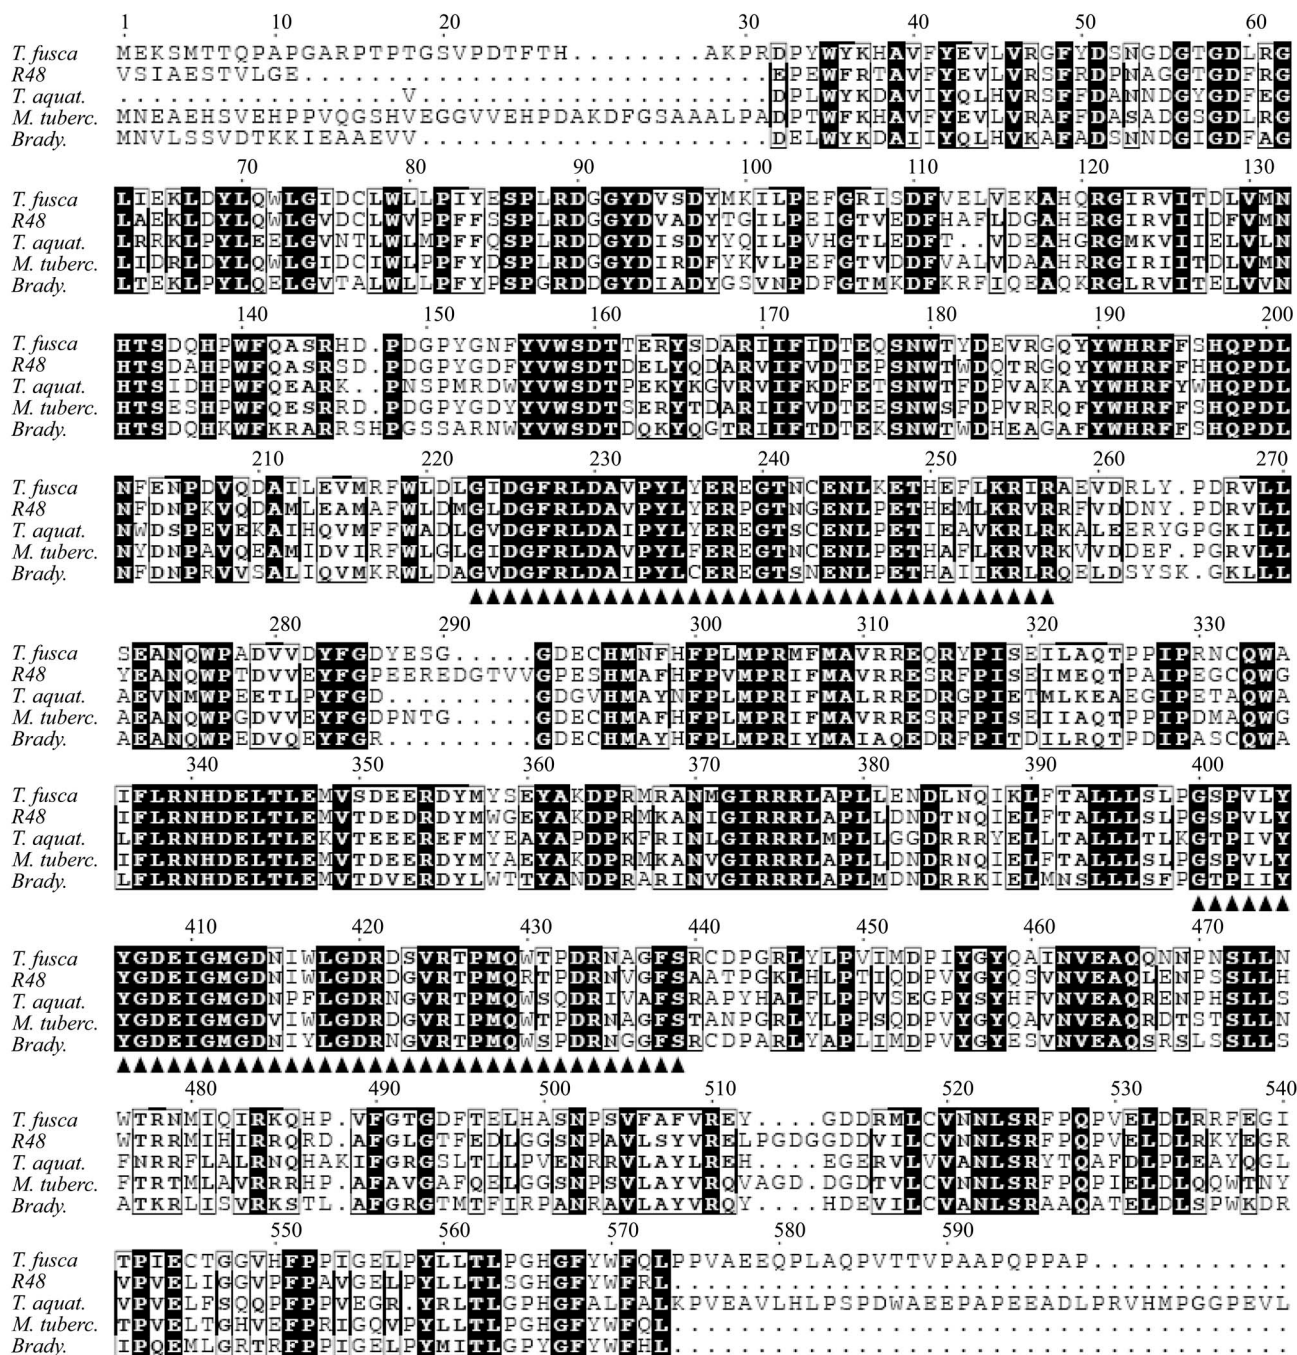 1 10 20 30 40 50 60
T. fusca MEKSMTTQPAPGARPTPTGSVPDTFTH........AKPRDPYWYKHAVFYEVLVRGFYDSNGDGTGDLRG
R48 VSIAESTVLGE............................EPEWFRTAVFYEVLVRSFRDPNAGGTGDFRG
T. aquat. .................V.....................DPLWYKDAVIYQLHVRSFFDANNDGYGDFEG
M. tuberc. MNEAEHSVEHPPVQGSHVEGGVVEHPDAKDFGSAAALPADPTWFKHAVFYEVLVRAFFDASADGSGDLRG
Brady. MNVLSSVDTKKIEAAEVV.....................DELWYKDAIIYQLHVKAFADSNNDGIGDFAG
70 80 90 100 110 120 130
T. fusca LIEKLDYLQWLGIDCLWLLPIYESPLRDGGYDVSDYMKILPEFGRISDFVELVEKAHQRGIRVITDLVMN
R48 LAEKLDYLQWLGVDCLWVPPFFSSPLRDGGYDVADYTGILPEIGTVEDFHAFLDGAHERGIRVIIDFVMN
T. aquat. LRRKLPYLEELGVNTLWLMPFFQSPLRDDGYDISDYYQILPVHGTLEDFT..VDEAHGRGMKVIIELVLN
M. tuberc. LIDRLDYLQWLGIDCIWLPPFYDSPLRDGGYDIRDFYKVLPEFGTVDDFVALVDAAHRRGIRIITDLVMN
Brady. LTEKLPYLQELGVTALWLLPFYPSPGRDDGYDIADYGSVNPDFGTMKDFKRFIQEAQKRGLRVITELVVN
140 150 160 170 180 190 200
T. fusca HTSDQHPWFQASRHD.PDGPYGNFYVWSDTTERYSDARIIFIDTEQSNWTYDEVRGQYYWHRFFSHQPDL
R48 HTSDAHPWFQASRSD.PDGPYGDFYVWSDTDELYQDARVIFVDTEPSNWTWDQTRGQYYWHRFFHHQPDL
T. aquat. HTSIDHPWFQEARK..PNSPMRDWYVWSDTPEKYKGVRVIFKDFETSNWTFDPVAKAYYWHRFYWHQPDL
M. tuberc. HTSESHPWFQESRRD.PDGPYGDYYVWSDTSERYTDARIIFVDTEESNWSFDPVRRQFYWHRFFSHQPDL
Brady. HTSDQHKWFKRARRSHPGSSARNWYVWSDTDQKYQGTRIIFTDTEKSNWTWDHEAGAFYWHRFFSHQPDL
210 220 230 240 250 260 270
T. fusca NFENPDVQDAILEVMRFWLDLGIDGFRLDAVPYLYEREGTNCENLKETHEFLKRIRAEVDRLY.PDRVLL
R48 NFDNPKVQDAMLEAMAFWLDMGLDGFRLDAVPYLYERPGTNGENLPETHEMLKRVRRFVDDNY.PDRVLL
T. aquat. NWDSPEVEKAIHQVMFFWADLGVDGFRLDAIPYLYEREGTSCENLPETIEAVKRLRKALEERYGPGKILL
M. tuberc. NYDNPAVQEAMIDVIRFWLGLGIDGFRLDAVPYLFEREGTNCENLPETHAFLKRVRKVVDDEF.PGRVLL
Brady. NFDNPRVVSALIQVMKRWLDAGVDGFRLDAIPYLCEREGTSNENLPETHAIIKRLRQELDSYSK.GKLLL
280 290 300 310 320 330
T. fusca SEANQWPADVVDYFGDYESG.....GDECHMNFHFPLMPRMFMAVRREQRYPISEILAQTPPIPRNCQWA
R48 YEANQWPTDVVEYFGPEEREDGTVVGPESHMAFHFPVMPRIFMAVRRESRFPISEIMEQTPAIPEGCQWG
T. aquat. AEVNMWPEETLPYFGD.........GDGVHMAYNFPLMPRIFMALRREDRGPIETMLKEAEGIPETAQWA
M. tuberc. AEANQWPGDVVEYFGDPNTG.....GDECHMAFHFPLMPRIFMAVRRESRFPISEIIAQTPPIPDMAQWG
Brady. AEANQWPEDVQEYFGR.........GDECHMAYHFPLMPRIYMAIAQEDRFPITDILRQTPDIPASCQWA
340 350 360 370 380 390 400
T. fusca IFLRNHDELTLEMVSDEERDYMYSEYAKDPRMRANMGIRRRLAPLLENDLNQIKLFTALLLSLPGSPVLY
R48 IFLRNHDELTLEMVTDEDRDYMWGEYAKDPRMKANIGIRRRLAPLLDNDTNQIELFTALLLSLPGSPVLY
T. aquat. LFLRNHDELTLEKVTEEEREFMYEAYAPDPKFRINLGIRRRLMPLLGGDRRRYELLTALLLTLKGTPIVY
M. tuberc. IFLRNHDELTLEMVTDEERDYMYAEYAKDPRMKANVGIRRRLAPLLDNDRNQIELFTALLLSLPGSPVLY
Brady. LFLRNHDELTLEMVTDVERDYLWTTYANDPRARINVGIRRRLAPLMDNDRRKIELMNSLLLSFPGTPIIY
410 420 430 440 450 460 470
T. fusca YGDEIGMGDNIWLGDRDSVRTPMQWTPDRNAGFSRCDPGRLYLPVIMDPIYGYQAINVEAQQNNPNSLLN
R48 YGDEIGMGDNIWLGDRDGVRTPMQRTPDRNVGFSAATPGKLHLPTIQDPVYGYQSVNVEAQLENPSSLLH
T. aquat. YGDEIGMGDNPFLGDRNGVRTPMQWSQDRIVAFSRAPYHALFLPPVSEGPYSYHFVNVEAQRENPHSLLS
M. tuberc. YGDEIGMGDVIWLGDRDGVRIPMQWTPDRNAGFSTANPGRLYLPPSQDPVYGYQAVNVEAQRDTSTSLLN
Brady. YGDEIGMGDNIYLGDRNGVRTPMQWSPDRNGGFSRCDPARLYAPLIMDPVYGYESVNVEAQSRSLSSLLS
480 490 500 510 520 530 540
T. fusca WTRNMIQIRKQHP.VFGTGDFTELHASNPSVFAFVREY....GDDRMLCVNNLSRFPQPVELDLRRFEGI
R48 WTRRMIHIRRQRD.AFGLGTFEDLGGSNPAVLSYVRELPGDGGDDVILCVNNLSRFPQPVELDLRKYEGR
T. aquat. FNRRFLALRNQHAKIFGRGSLTLLPVENRRVLAYLREH....EGERVLVVANLSRYTQAFDLPLEAYQGL
M. tuberc. FTRTMLAVRRRHP.AFAVGAFQELGGSNPSVLAYVRQVAGD.DGDTVLCVNNLSRFPQPIELDLQQWTNY
Brady. ATKRLISVRKSTL.AFGRGTMTFIRPANRAVLAYVRQY....HDEVILCVANLSRAAQATELDLSPWKDR
550 560 570 580 590
T. fusca TPIECTGGVHFPPIGELPYLLTLPGHGFYWFQLPPVAEEQPLAQPVTTVPAAPQPPAP............
R48 VPVELIGGVPFPAVGELPYLLTLSGHGFYWFRL.....................................
T. aquat. VPVELFSQQPFPPVEGR.YRLTLGPHGFALFALKPVEAVLHLPSPDWAEEPAPEEADLPRVHMPGGPEVL
M. tuberc. TPVELTGHVEFPRIGQVPYLLTLPGHGFYWFQL.....................................
Brady. IPQEMLGRTRFPPIGELPYMITLGPYGFYWFHL.....................................